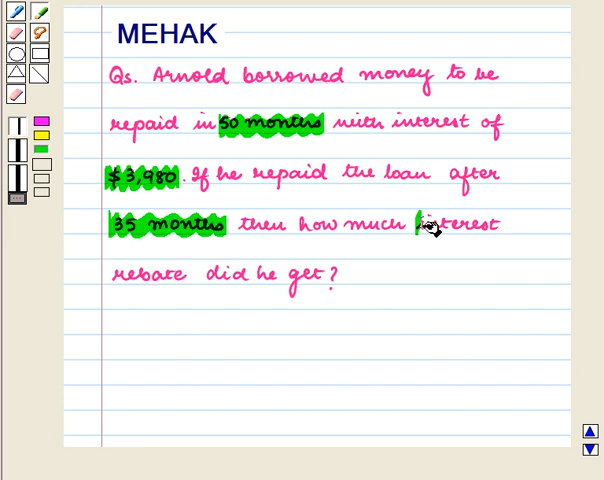 MEHAK
Qs. Arnold borrowed money to be
repaid in 50 months with interest of
$3,980. If he repaid the loan after
35 months then how much interest
rebate did he get?